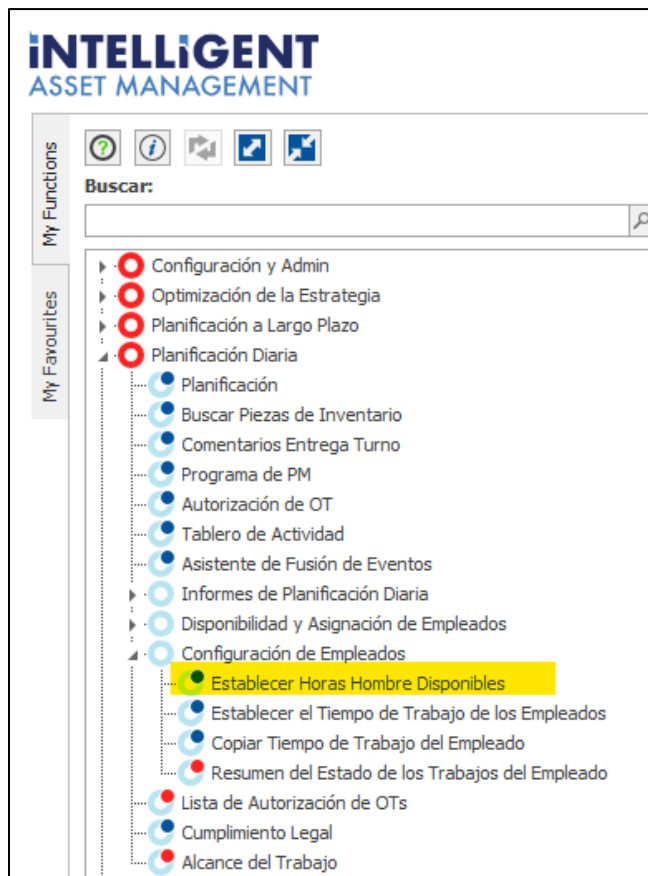 iNTELLiGENT
ASSET MANAGEMENT
My Functions
My Favourites
Buscar:
Configuración y Admin
Optimización de la Estrategia
Planificación a Largo Plazo
Planificación Diaria
Planificación
Buscar Piezas de Inventario
Comentarios Entrega Turno
Programa de PM
Autorización de OT
Tablero de Actividad
Asistente de Fusión de Eventos
Informes de Planificación Diaria
Disponibilidad y Asignación de Empleados
Configuración de Empleados
Establecer Horas Hombre Disponibles
Establecer el Tiempo de Trabajo de los Empleados
Copiar Tiempo de Trabajo del Empleado
Resumen del Estado de los Trabajos del Empleado
Lista de Autorización de OTs
Cumplimiento Legal
Alcance del Trabajo